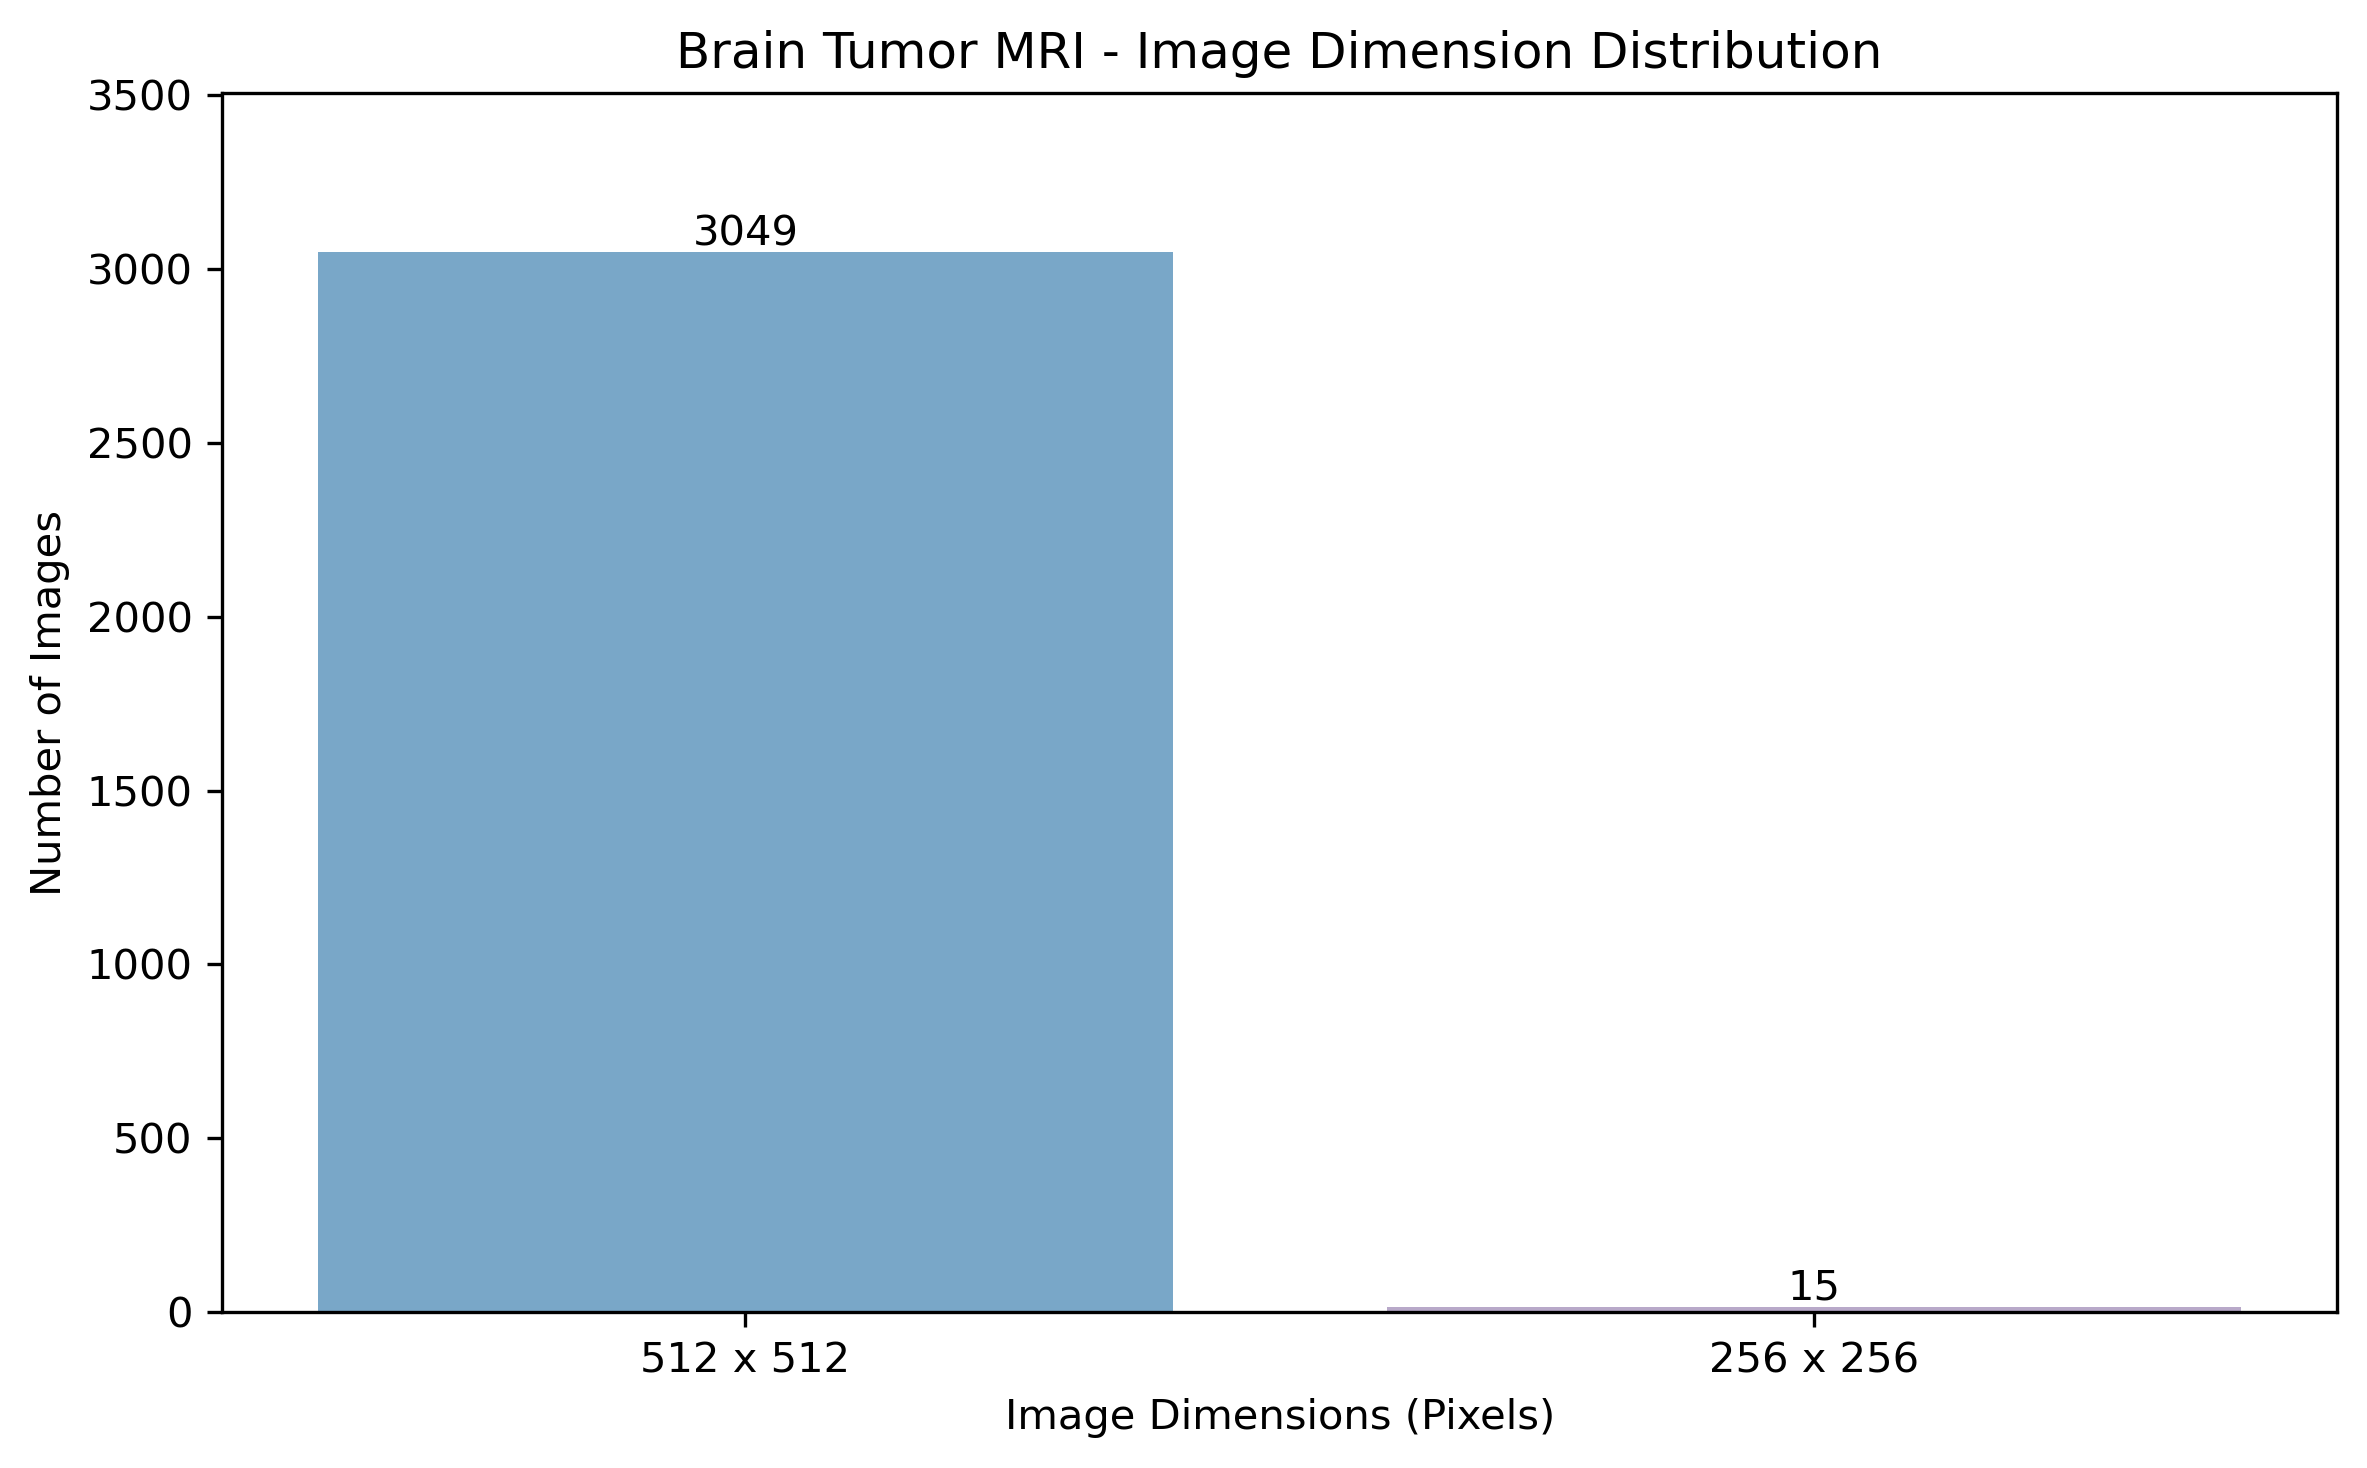 Brain Tumor MRI - Image Dimension Distribution
3500
3000
2500
2000
1500
1000
500
0
Number of Images
3049
15
512 x 512
256 x 256
Image Dimensions (Pixels)